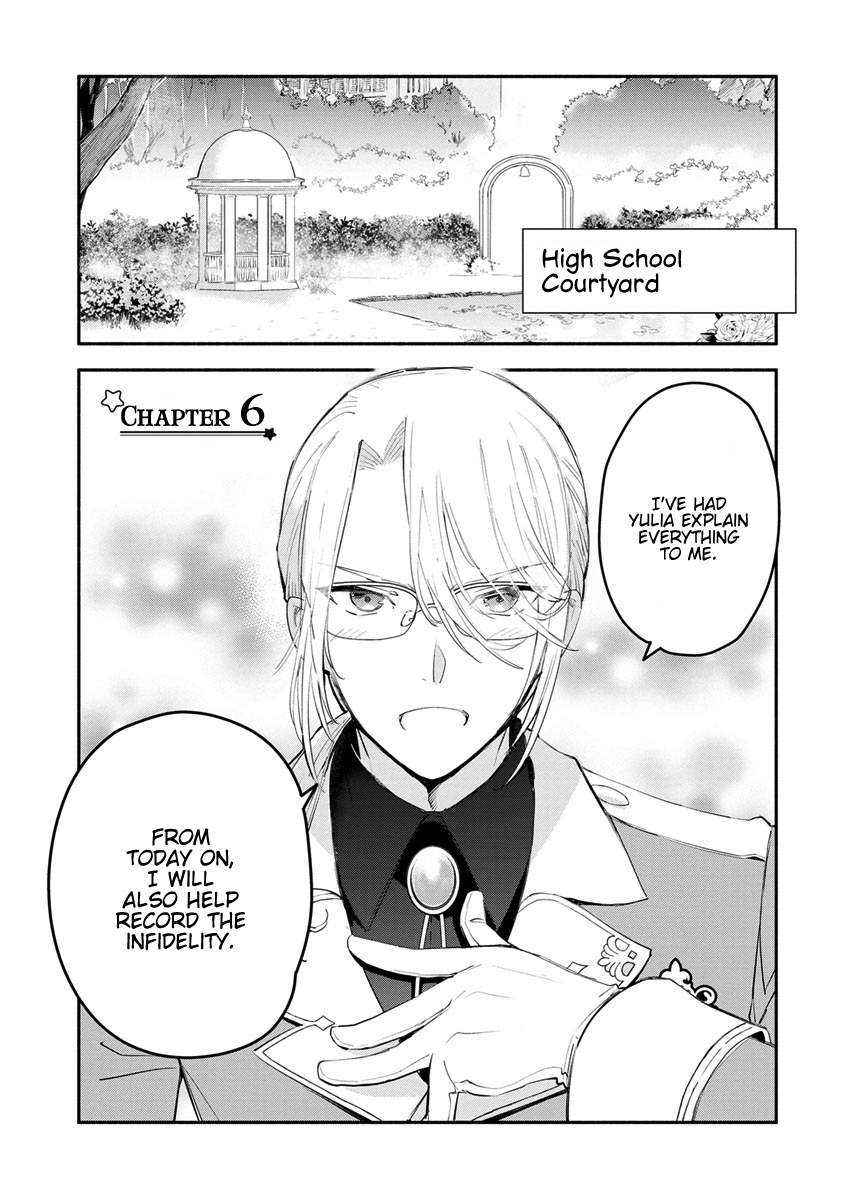 High School
Courtyard
CHAPTER 6
I'VE HAD
YULIA EXPLAIN
EVERYTHING
TO ME.
FROM
TODAY ON,
I WILL
ALSO HELP
RECORD THE
INFIDELITY.